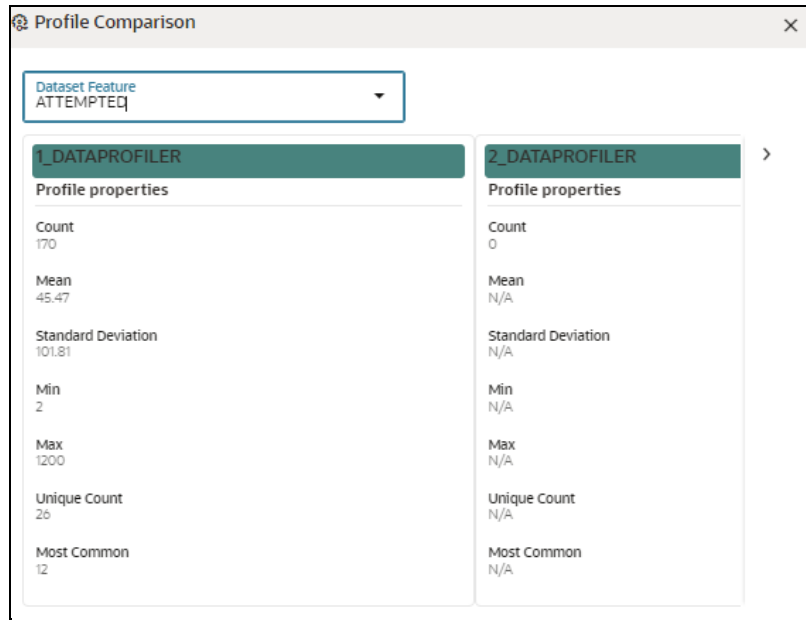 Profile Comparison
Dataset Feature
ATTEMPTED
1_DATAPROFILER
Profile properties
Count
170
Mean
45.47
Standard Deviation
101.81
Min
2
Max
1200
Unique Count
26
Most Common
12
2_DATAPROFILER
Profile properties
Count
0
Mean
N/A
Standard Deviation
N/A
Min
N/A
Max
N/A
Unique Count
N/A
Most Common
N/A